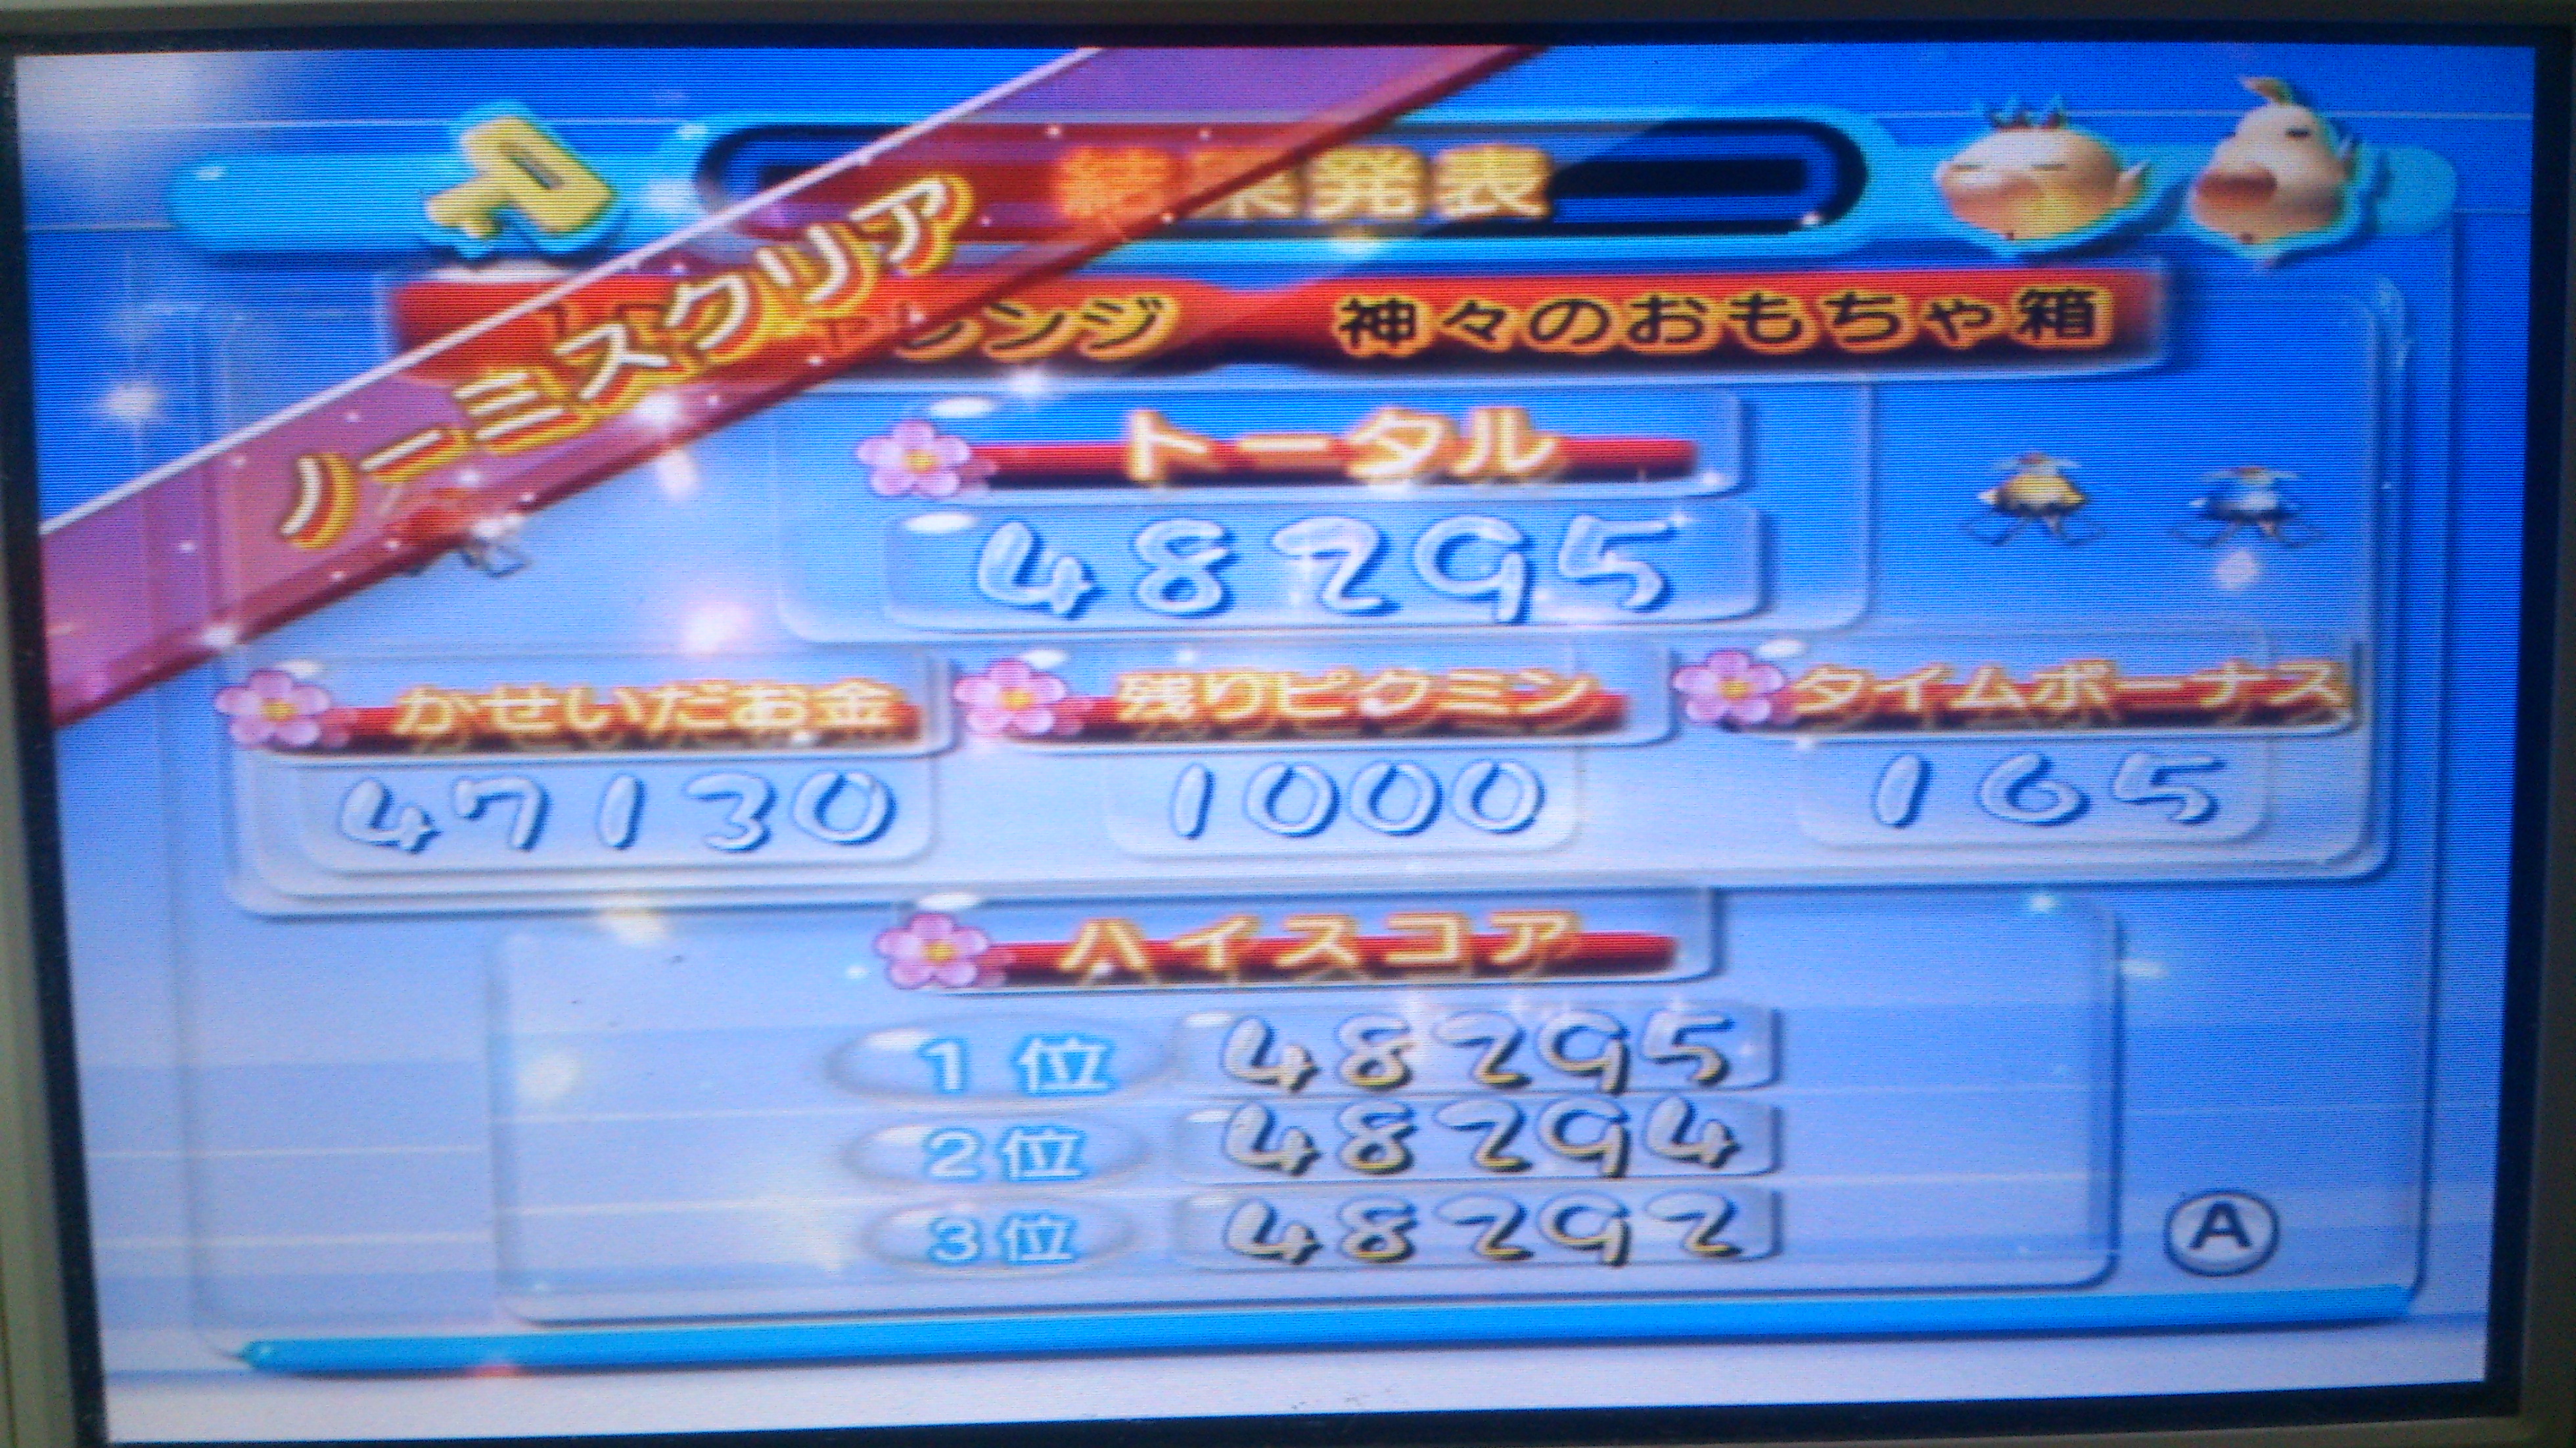 結果発表
ノーミスクリア
レンジ 神々のおもちゃ箱
トータル
48295
かせいだお金 残りピクミン タイムボーナス
47130 1000 165
ハイスコア
1位 48295
2位 48294
3位 48292
A